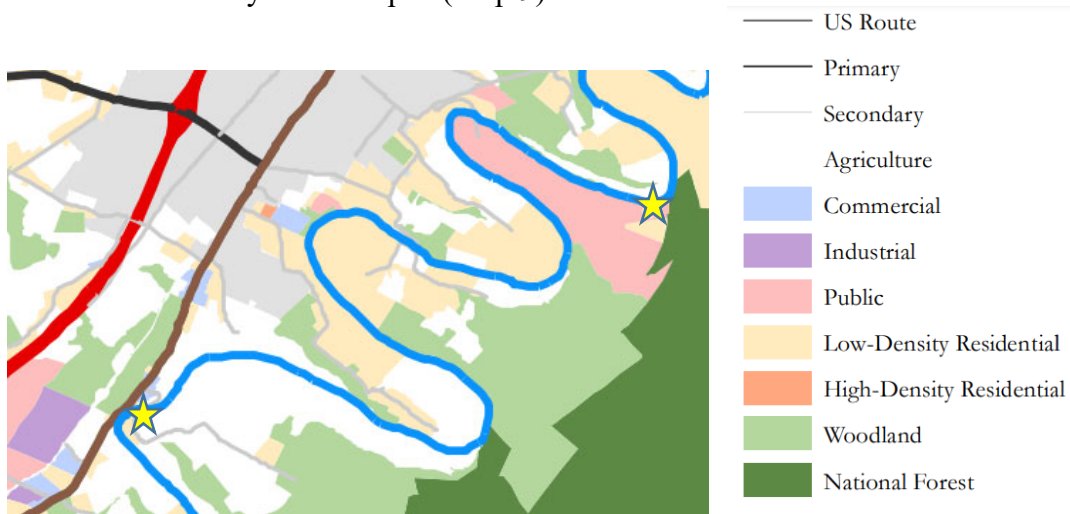 US Route
Primary
Secondary
Agriculture
Commercial
Industrial
Public
Low-Density Residential
High-Density Residential
Woodland
National Forest